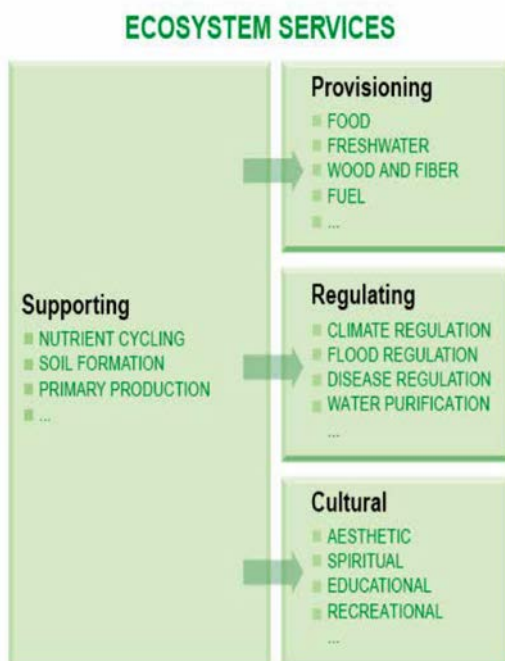 ECOSYSTEM SERVICES
Supporting
NUTRIENT CYCLING
SOIL FORMATION
PRIMARY PRODUCTION
...
Provisioning
FOOD
FRESHWATER
WOOD AND FIBER
FUEL
...
Regulating
CLIMATE REGULATION
FLOOD REGULATION
DISEASE REGULATION
WATER PURIFICATION
...
Cultural
AESTHETIC
SPIRITUAL
EDUCATIONAL
RECREATIONAL
...